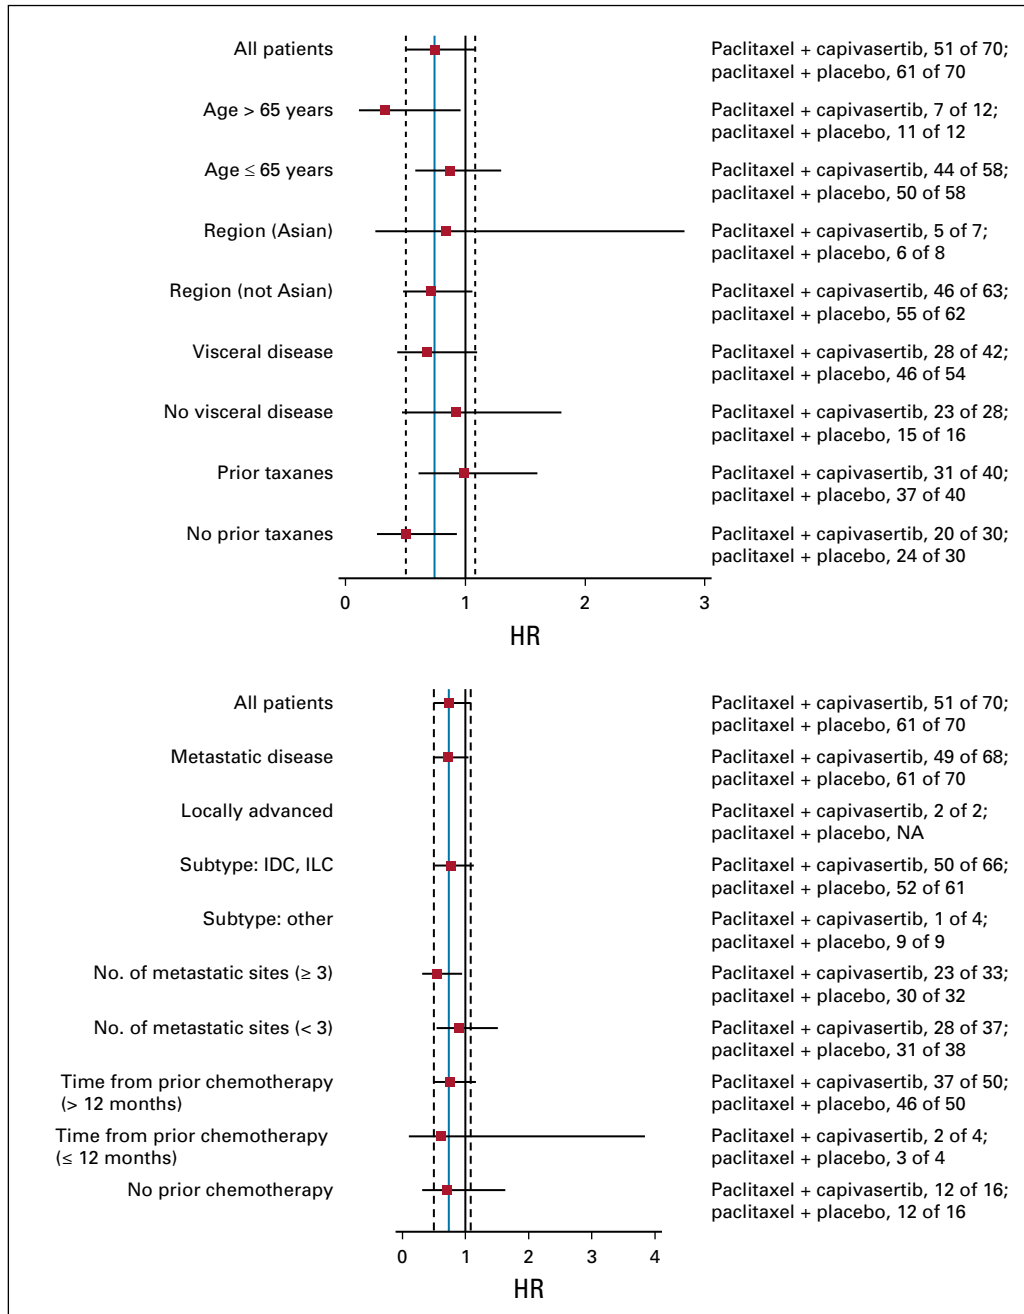 All patients
Paclitaxel + capivasertib, 51 of 70;
paclitaxel + placebo, 61 of 70
Age > 65 years
Paclitaxel + capivasertib, 7 of 12;
paclitaxel + placebo, 11 of 12
Age ≤ 65 years
Paclitaxel + capivasertib, 44 of 58;
paclitaxel + placebo, 50 of 58
Region (Asian)
Paclitaxel + capivasertib, 5 of 7;
paclitaxel + placebo, 6 of 8
Region (not Asian)
Paclitaxel + capivasertib, 46 of 63;
paclitaxel + placebo, 55 of 62
Visceral disease
Paclitaxel + capivasertib, 28 of 42;
paclitaxel + placebo, 46 of 54
No visceral disease
Paclitaxel + capivasertib, 23 of 28;
paclitaxel + placebo, 15 of 16
Prior taxanes
Paclitaxel + capivasertib, 31 of 40;
paclitaxel + placebo, 37 of 40
No prior taxanes
Paclitaxel + capivasertib, 20 of 30;
paclitaxel + placebo, 24 of 30
0 1 2 3
HR
All patients
Paclitaxel + capivasertib, 51 of 70;
paclitaxel + placebo, 61 of 70
Metastatic disease
Paclitaxel + capivasertib, 49 of 68;
paclitaxel + placebo, 61 of 70
Locally advanced
Paclitaxel + capivasertib, 2 of 2;
paclitaxel + placebo, NA
Subtype: IDC, ILC
Paclitaxel + capivasertib, 50 of 66;
paclitaxel + placebo, 52 of 61
Subtype: other
Paclitaxel + capivasertib, 1 of 4;
paclitaxel + placebo, 9 of 9
No. of metastatic sites (≥ 3)
Paclitaxel + capivasertib, 23 of 33;
paclitaxel + placebo, 30 of 32
No. of metastatic sites (< 3)
Paclitaxel + capivasertib, 28 of 37;
paclitaxel + placebo, 31 of 38
Time from prior chemotherapy
(> 12 months)
Paclitaxel + capivasertib, 37 of 50;
paclitaxel + placebo, 46 of 50
Time from prior chemotherapy
(≤ 12 months)
Paclitaxel + capivasertib, 2 of 4;
paclitaxel + placebo, 3 of 4
No prior chemotherapy
Paclitaxel + capivasertib, 12 of 16;
paclitaxel + placebo, 12 of 16
0 1 2 3 4
HR